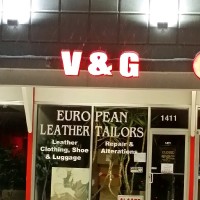 V & G
EUROPEAN
LEATHER TAILORS
1411
Leather
Clothing, Shoe
& Luggage
Repair &
Alterations